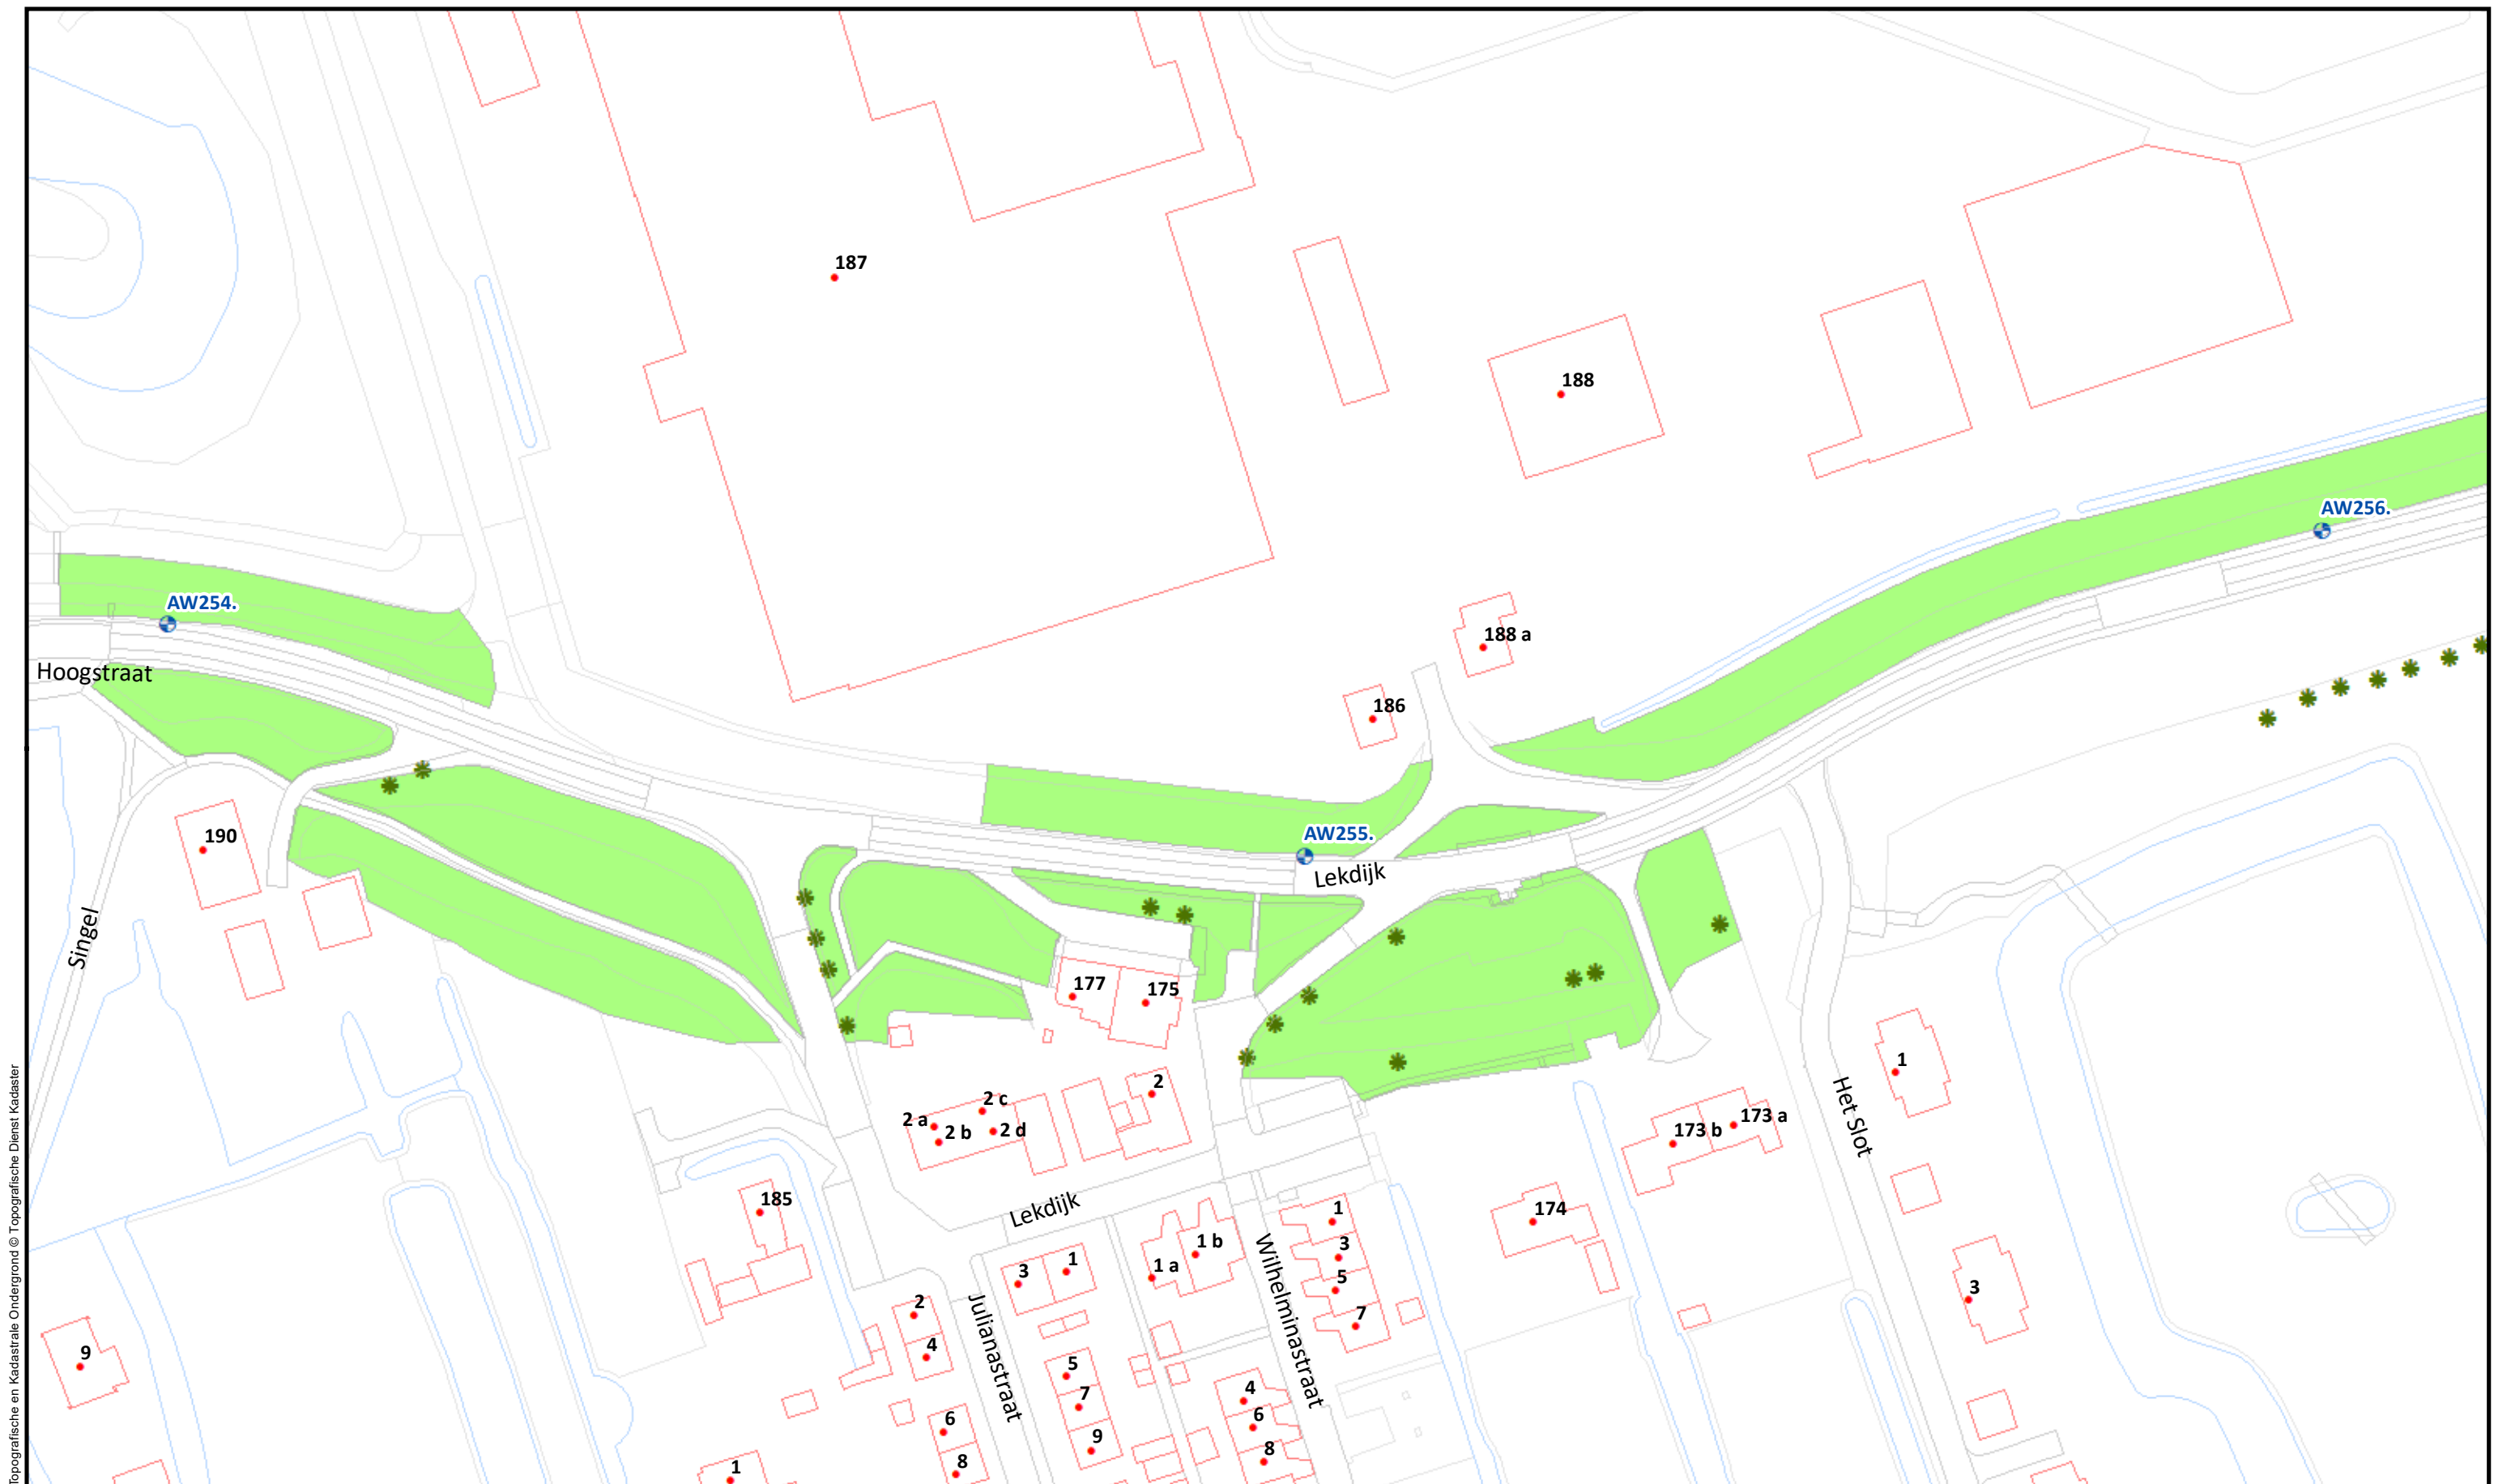 187
188
AW256.
AW254.
188 a
Hoogstraat
186
190
AW255.
Lekdijk
Singel
177
175
1
2 c
2
2 a
2 b
2 d
173 a
173 b
Het Slot
185
Lekdijk
174
1
1 b
3
1
3
1 a
5
3
Wilhelminastraat
2
7
Julianastraat
4
9
5
7
4
6
6
9
8
8
1
Topografische en Kadastrale Ondergrond © Topografische Dienst Kadaster